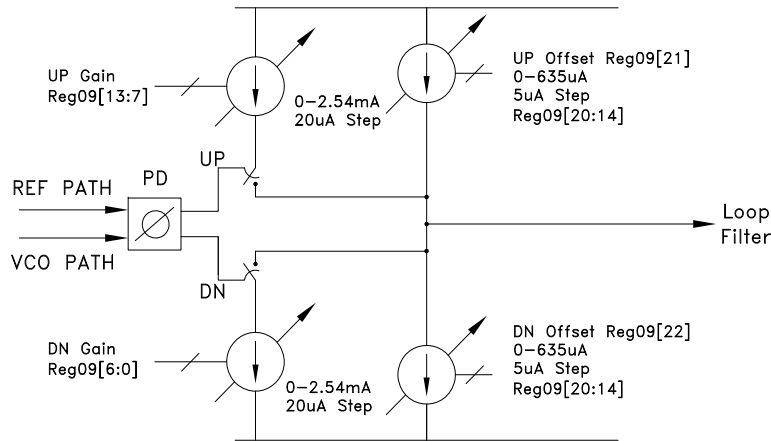 UP Gain
Reg09[13:7]
0-2.54mA
20uA Step
UP Offset Reg09[21]
0-635uA
5uA Step
Reg09[20:14]
UP
PD
REF PATH
VCO PATH
DN
Loop
Filter
DN Gain
Reg09[6:0]
0-2.54mA
20uA Step
DN Offset Reg09[22]
0-635uA
5uA Step
Reg09[20:14]